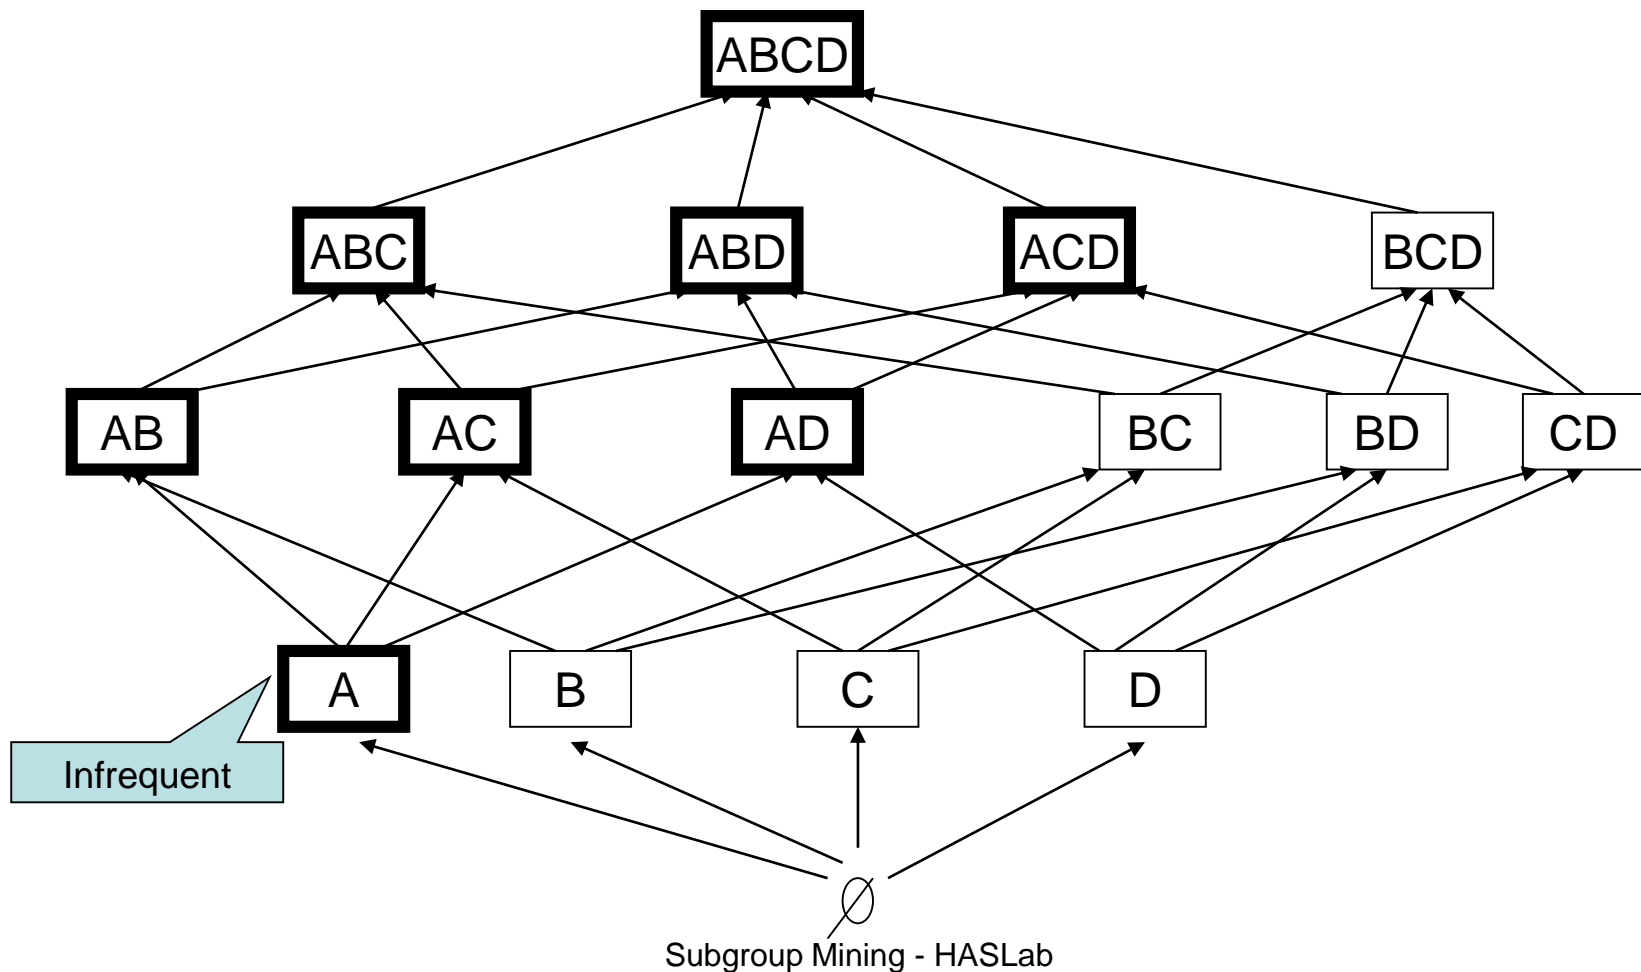 ABCD
ABC ABD ACD BCD
AB AC AD BC BD CD
A B C D
Infrequent
∅
Subgroup Mining - HASLab